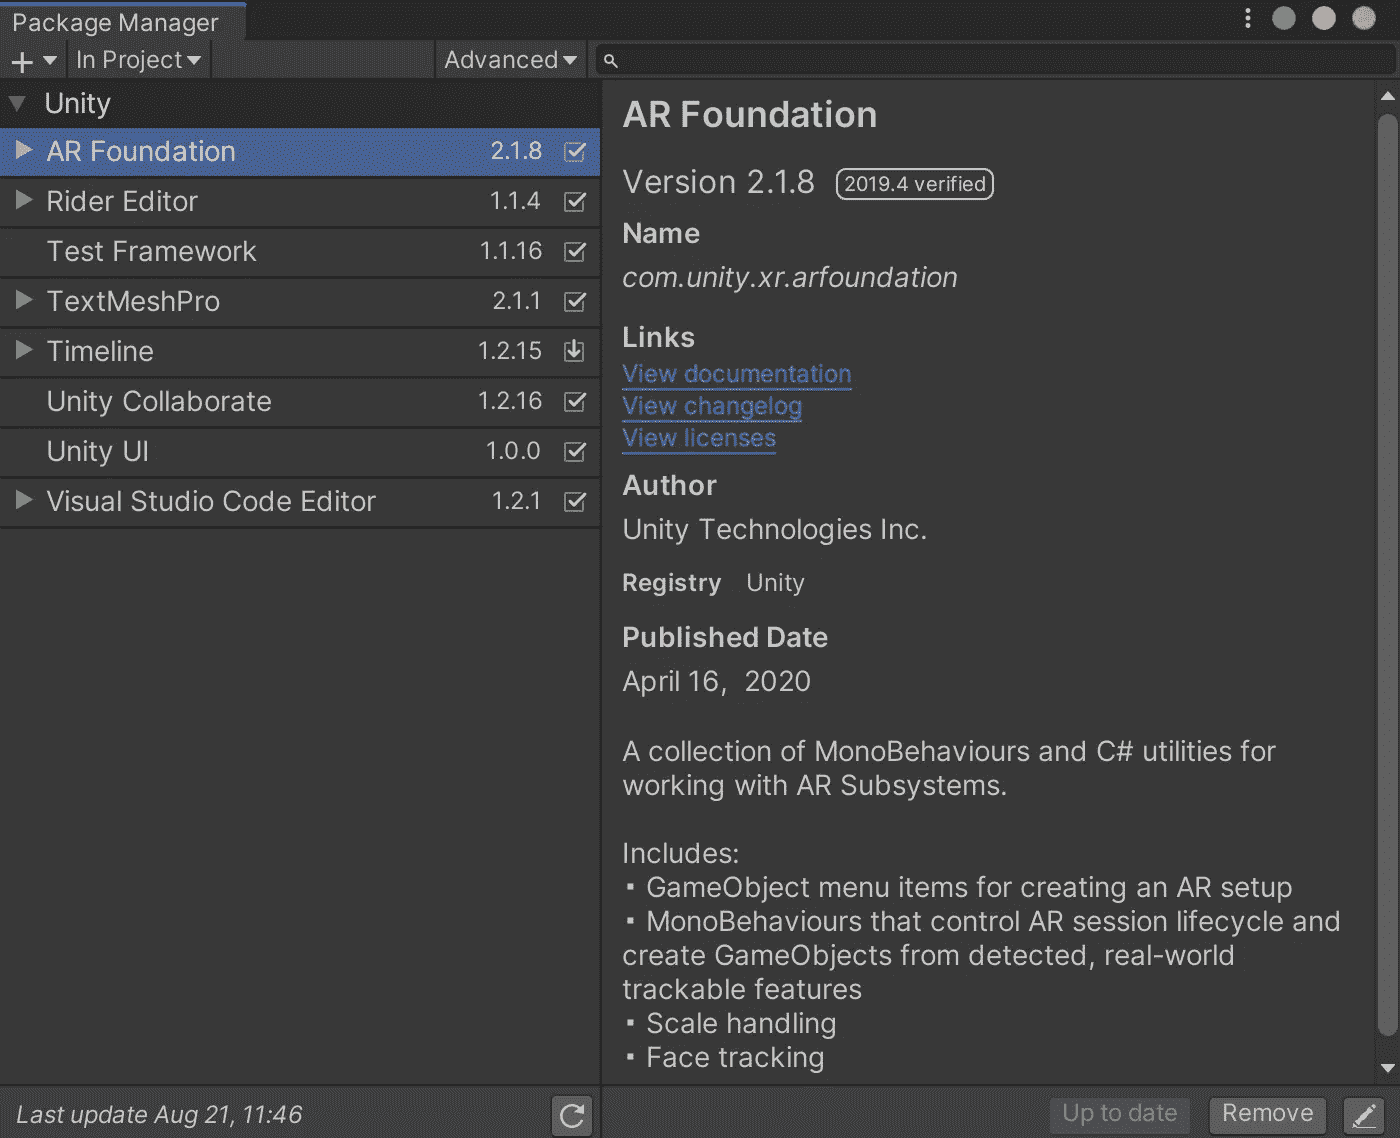 Package Manager
In Project Advanced
Unity
AR Foundation 2.1.8
Rider Editor 1.1.4
Test Framework 1.1.16
TextMeshPro 2.1.1
Timeline 1.2.15
Unity Collaborate 1.2.16
Unity UI 1.0.0
Visual Studio Code Editor 1.2.1
AR Foundation
Version 2.1.8 2019.4 verified
Name
com.unity.xr.arfoundation
Links
View documentation
View changelog
View licenses
Author
Unity Technologies Inc.
Registry Unity
Published Date
April 16, 2020
A collection of MonoBehaviours and C# utilities for
working with AR Subsystems.
Includes:
▪ GameObject menu items for creating an AR setup
▪ MonoBehaviours that control AR session lifecycle and
create GameObjects from detected, real-world
trackable features
▪ Scale handling
▪ Face tracking
Last update Aug 21, 11:46
Up to date Remove